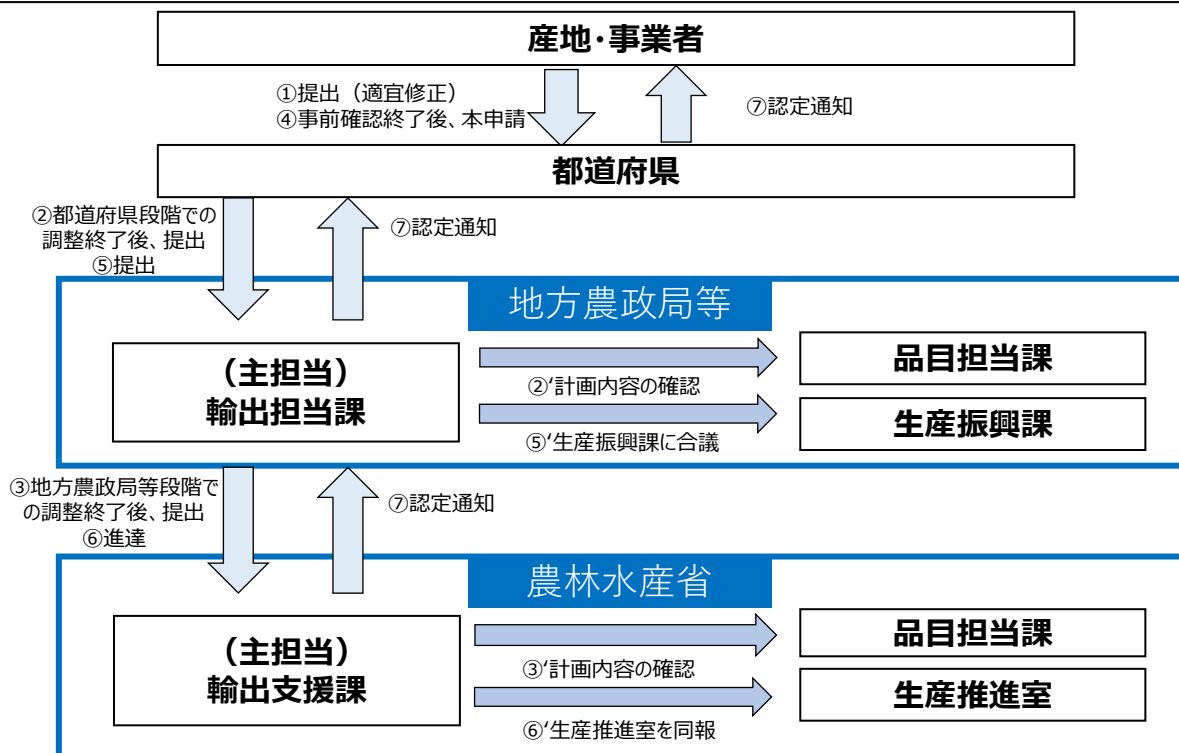 産地・事業者
①提出（適宜修正）
④事前確認終了後、本申請
⑦認定通知
都道府県
②都道府県段階での
調整終了後、提出
⑤提出
⑦認定通知
地方農政局等
（主担当）
輸出担当課
②‘計画内容の確認
⑤‘生産振興課に合議
品目担当課
生産振興課
③地方農政局等段階で
の調整終了後、提出
⑥進達
⑦認定通知
農林水産省
（主担当）
輸出支援課
③‘計画内容の確認
⑥‘生産推進室を同報
品目担当課
生産推進室